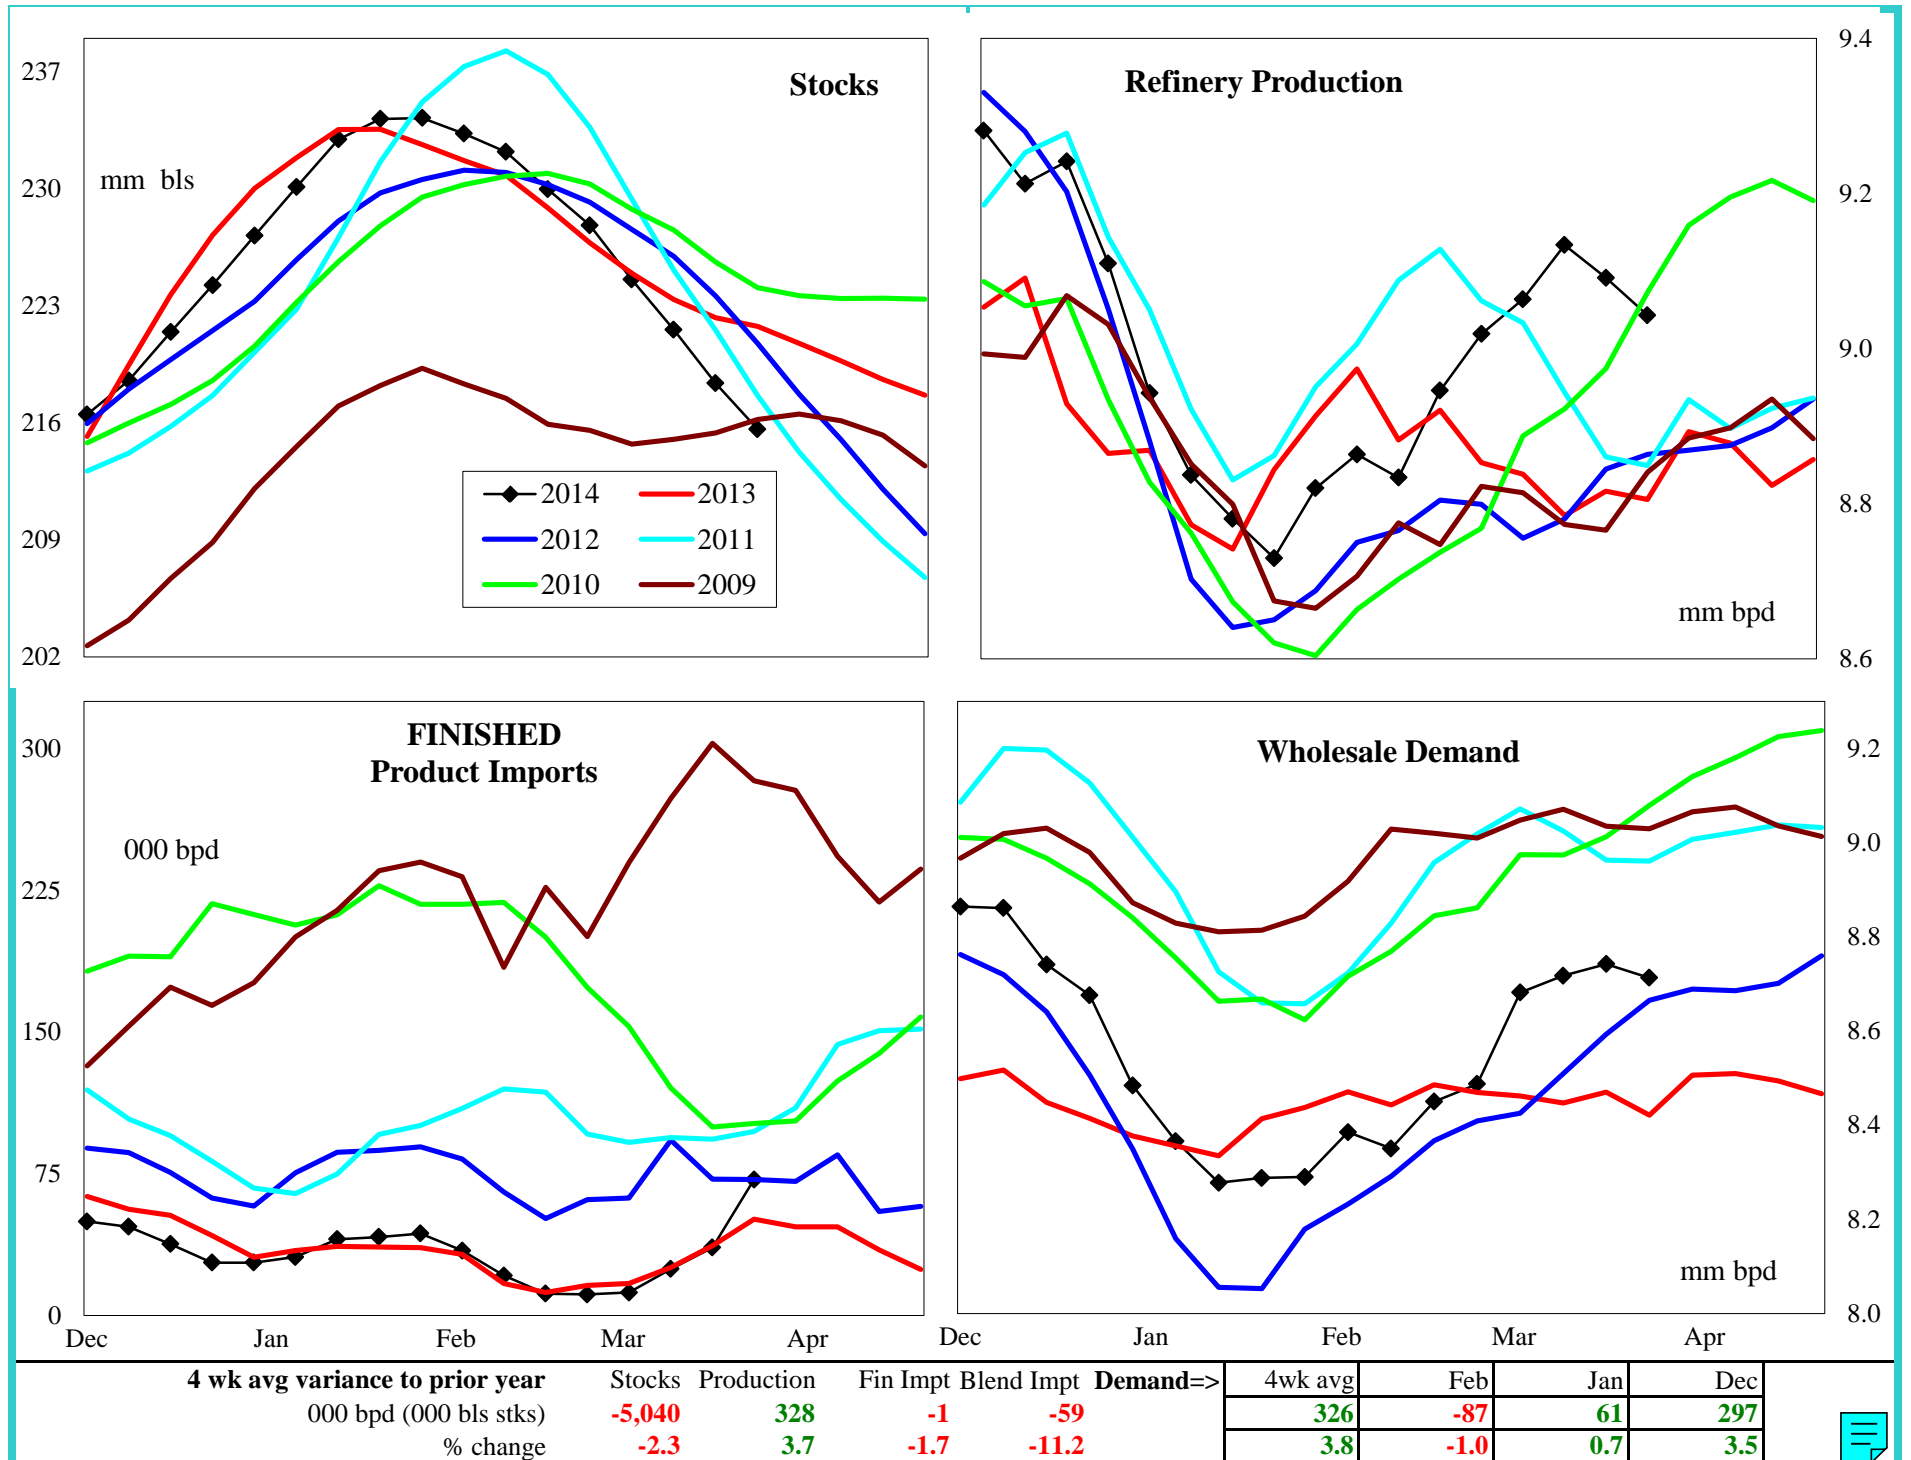 Stocks
mm bls
237
230
223
216
209
202
2014 2013
2012 2011
2010 2009
Refinery Production
mm bpd
9.4
9.2
9.0
8.8
8.6
FINISHED
Product Imports
000 bpd
300
225
150
75
0
Dec Jan Feb Mar Apr
Wholesale Demand
mm bpd
9.2
9.0
8.8
8.6
8.4
8.2
8.0
Dec Jan Feb Mar Apr
4 wk avg variance to prior year Stocks Production Fin Impt Blend Impt Demand=> 4wk avg Feb Jan Dec
000 bpd (000 bls stks) -5,040 328 -1 -59 326 -87 61 297
% change -2.3 3.7 -1.7 -11.2 3.8 -1.0 0.7 3.5